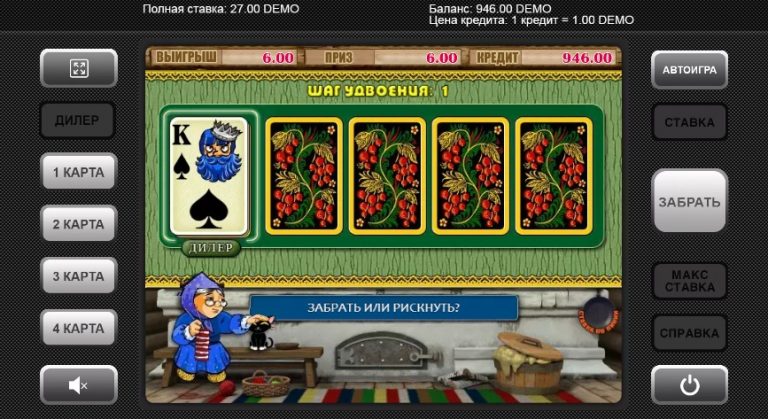 Полная ставка: 27.00 DEMO
Баланс: 946.00 DEMO
Цена кредита: 1 кредит = 1.00 DEMO
ВЫИГРЫШ 6.00 ПРИЗ 6.00 КРЕДИТ 946.00
ШАГ УДВОЕНИЯ: 1
K
ДИЛЕР
ЗАБРАТЬ ИЛИ РИСКНУТЬ?
ДИЛЕР
1 КАРТА
2 КАРТА
3 КАРТА
4 КАРТА
АВТОИГРА
СТАВКА
ЗАБРАТЬ
МАКС
СТАВКА
СПРАВКА